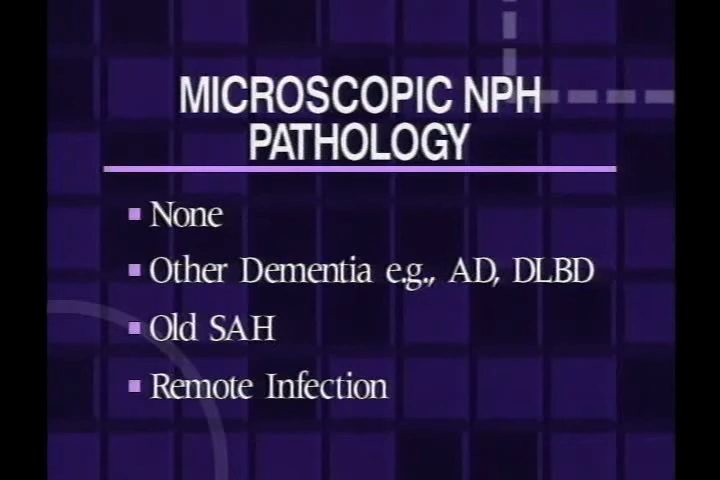 MICROSCOPIC NPH
PATHOLOGY
None
Other Dementia e.g., AD, DLBD
Old SAH
Remote Infection